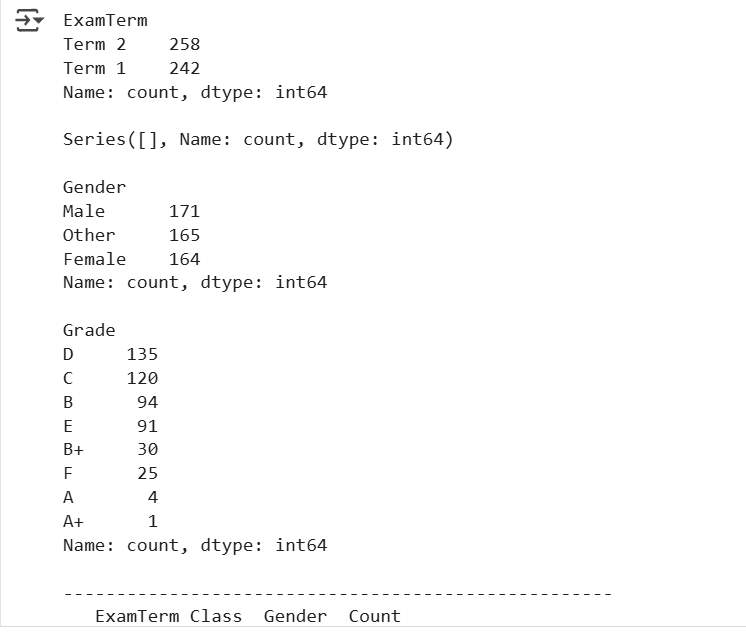 ExamTerm
Term 2    258
Term 1    242
Name: count, dtype: int64

Series([], Name: count, dtype: int64)

Gender
Male      171
Other     165
Female    164
Name: count, dtype: int64

Grade
D     135
C     120
B      94
E      91
B+     30
F      25
A       4
A+      1
Name: count, dtype: int64

----------------------------------------------------
   ExamTerm Class  Gender  Count